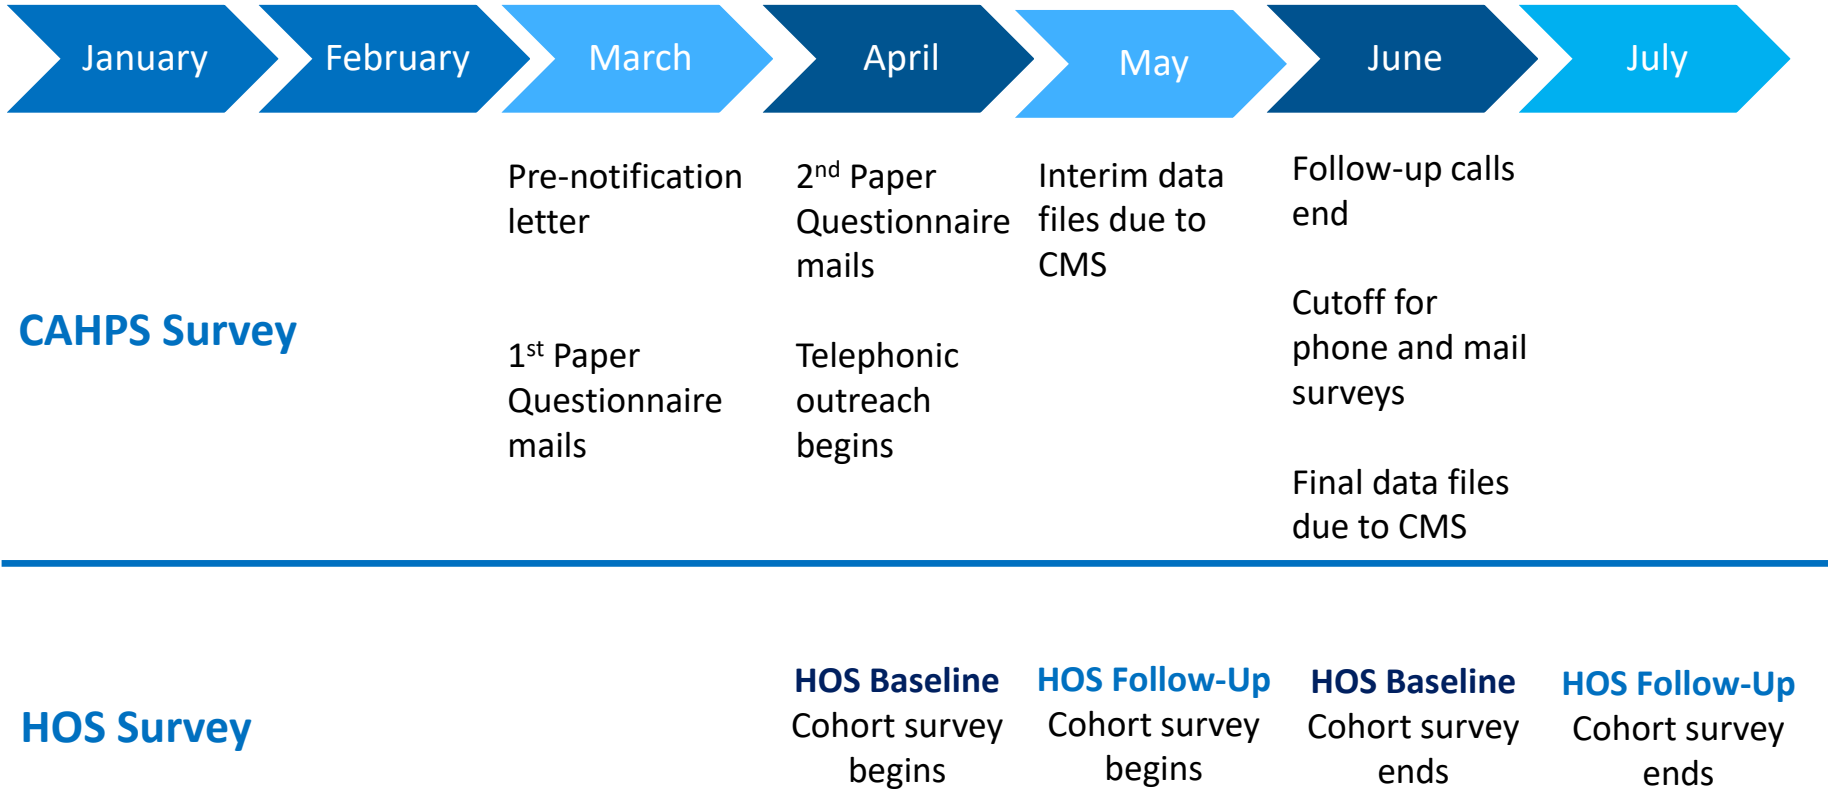 January
February
March
April
May
June
July
CAHPS Survey
Pre-notification
letter
1st Paper
Questionnaire
mails
2nd Paper
Questionnaire
mails
Telephonic
outreach
begins
Interim data
files due to
CMS
Follow-up calls
end
Cutoff for
phone and mail
surveys
Final data files
due to CMS
HOS Survey
HOS Baseline
Cohort survey
begins
HOS Follow-Up
Cohort survey
begins
HOS Baseline
Cohort survey
ends
HOS Follow-Up
Cohort survey
ends